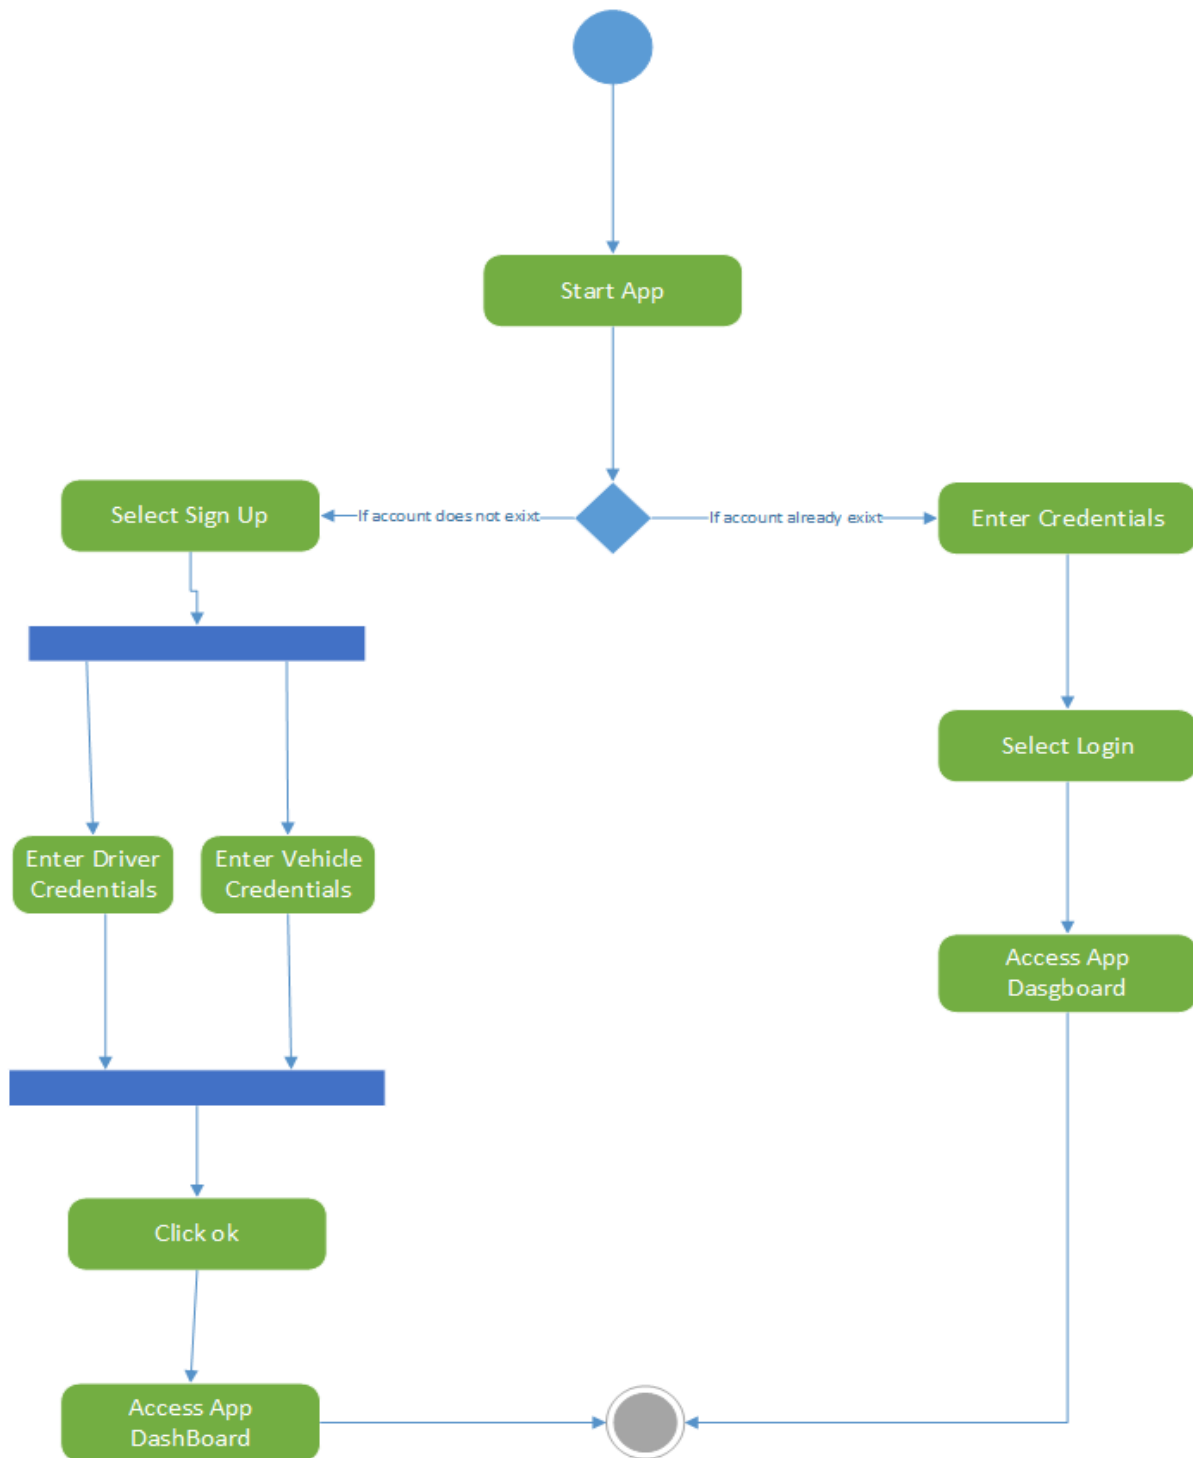 Start App
Select Sign Up
If account does not exixt
If account already exixt
Enter Credentials
Select Login
Enter Driver
Credentials
Enter Vehicle
Credentials
Access App
Dasgboard
Click ok
Access App
DashBoard